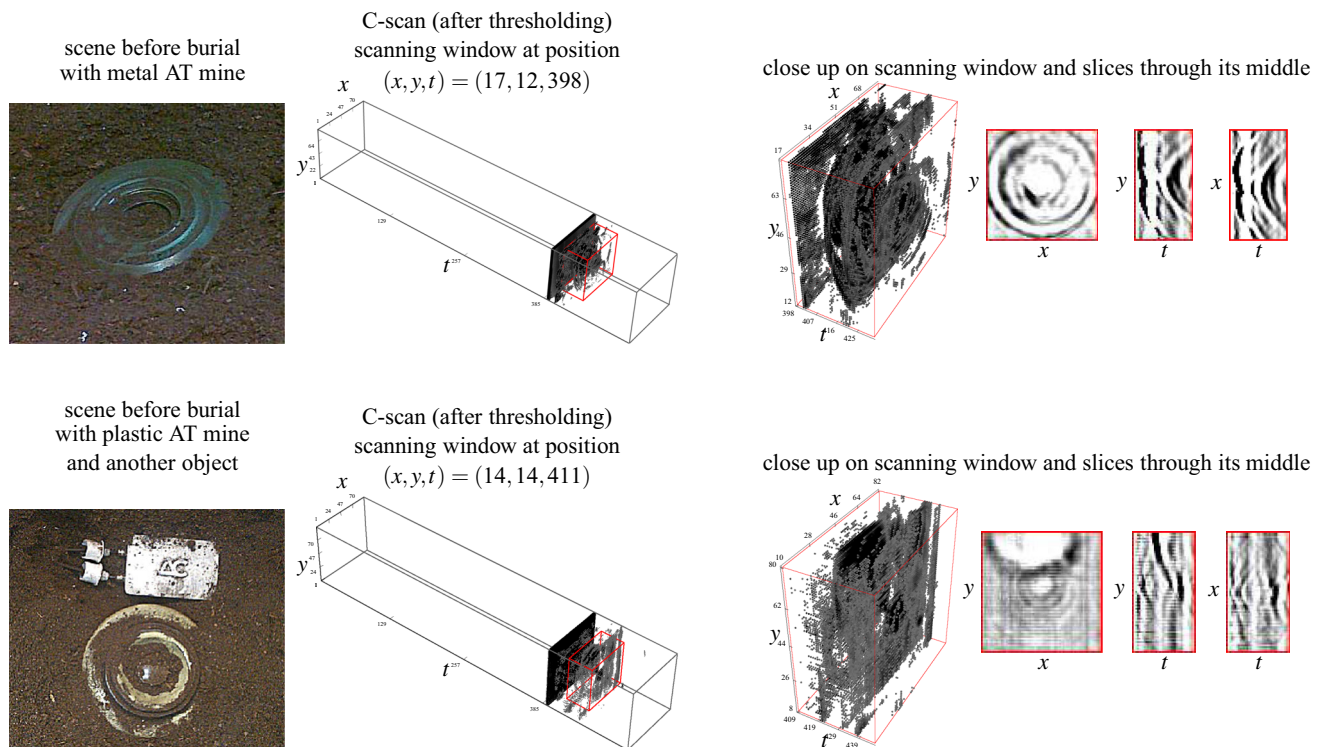 scene before burial
with metal AT mine
C-scan (after thresholding)
scanning window at position
(x, y, t) = (17, 12, 398)
x
1
24
47
70
y
64
43
22
1
129
t
257
385
close up on scanning window and slices through its middle
x
17
34
51
68
y
63
46
29
12
398
407
416
425
t
y
x
y
t
x
t
scene before burial
with plastic AT mine
and another object
C-scan (after thresholding)
scanning window at position
(x, y, t) = (14, 14, 411)
x
1
24
47
70
y
70
47
24
1
129
t
257
385
close up on scanning window and slices through its middle
x
10
28
46
64
82
y
80
62
44
26
8
409
419
429
439
t
y
x
y
t
x
t